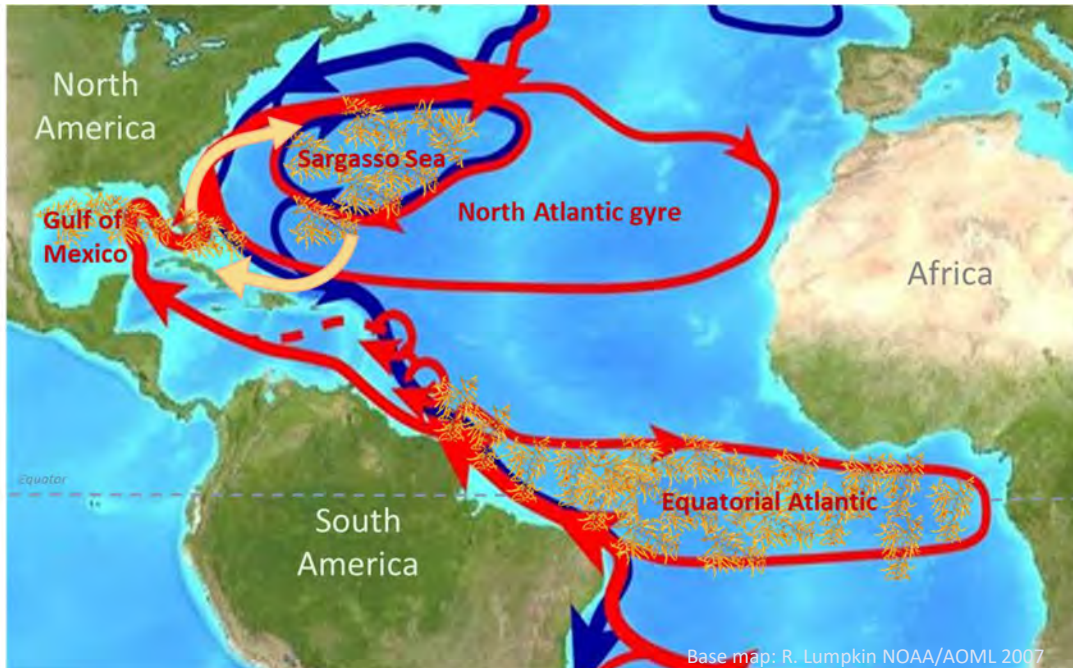 North
America
Sargasso Sea
Gulf of
Mexico
North Atlantic gyre
Africa
Equator
Equatorial Atlantic
South
America
Base map: R. Lumpkin NOAA/AOML 2007